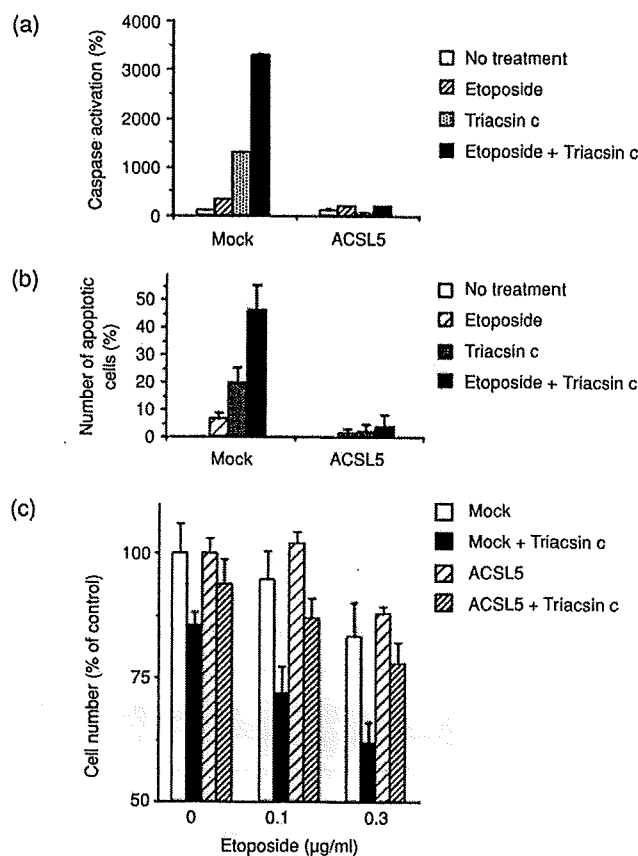 (a)
Caspase activation (%)
4000
3000
2000
1000
0
Mock
ACSL5
No treatment
Etoposide
Triacsin c
Etoposide + Triacsin c
(b)
Number of apoptotic
cells (%)
50
40
30
20
10
0
Mock
ACSL5
No treatment
Etoposide
Triacsin c
Etoposide + Triacsin c
(c)
Cell number (% of control)
100
75
50
0
0.1
0.3
Etoposide (µg/ml)
Mock
Mock + Triacsin c
ACSL5
ACSL5 + Triacsin c